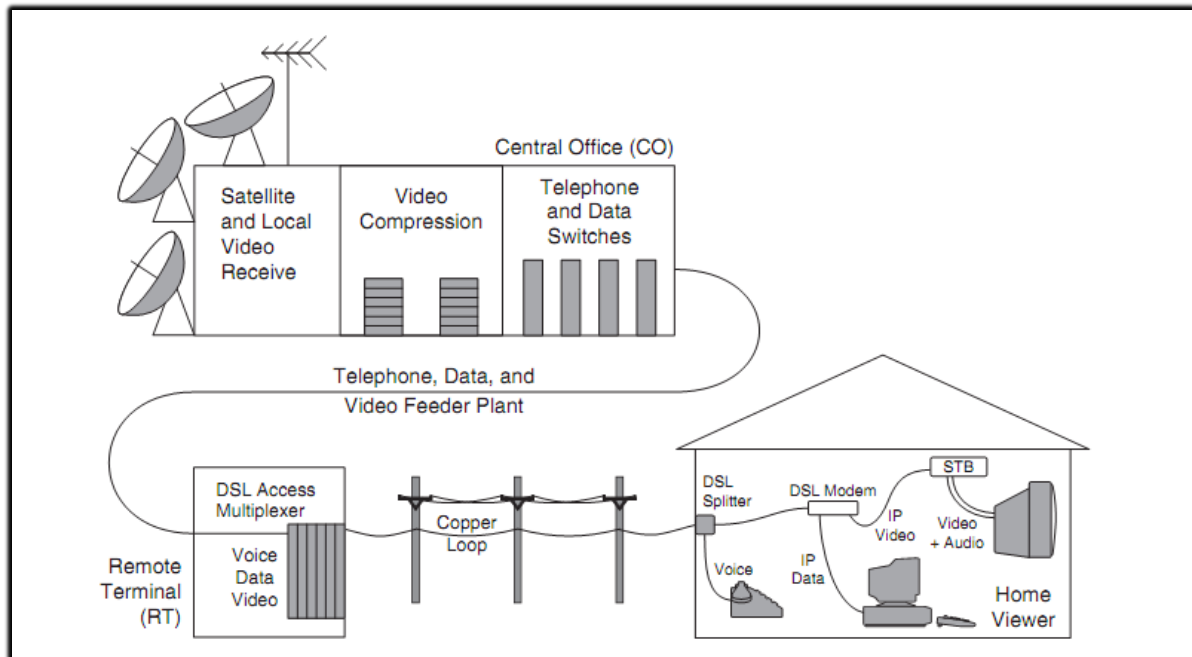 Central Office (CO)
Satellite
and Local
Video
Receive
Video
Compression
Telephone
and Data
Switches
Telephone, Data, and
Video Feeder Plant
DSL Access
Multiplexer
Voice
Data
Video
Remote
Terminal
(RT)
Copper
Loop
DSL
Splitter
DSL Modem
STB
IP
Video
Video
+ Audio
Voice
IP
Data
Home
Viewer